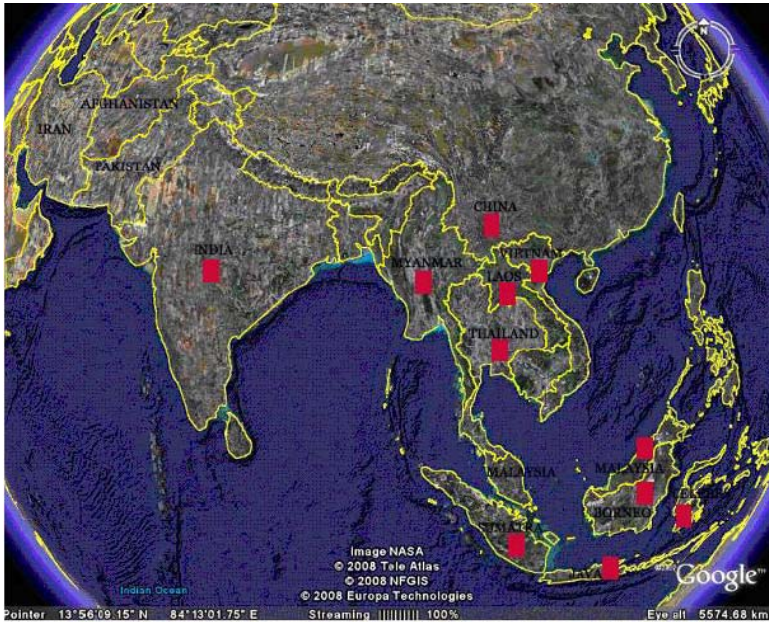 N
AFGHANISTAN
IRAN
PAKISTAN
CHINA
INDIA
VIETNAM
MYANMAR
LAOS
THAILAND
MALAYSIA
MALAYSIA
BORNEO
SUMATRA
JAVA
Image NASA
© 2008 Tele Atlas
© 2008 NFGIS
© 2008 Europa Technologies
Google™
Indian Ocean
Pointer 13°56'09.15" N 84°13'01.75" E Streaming |||||||||| 100% Eye alt 5574.68 km